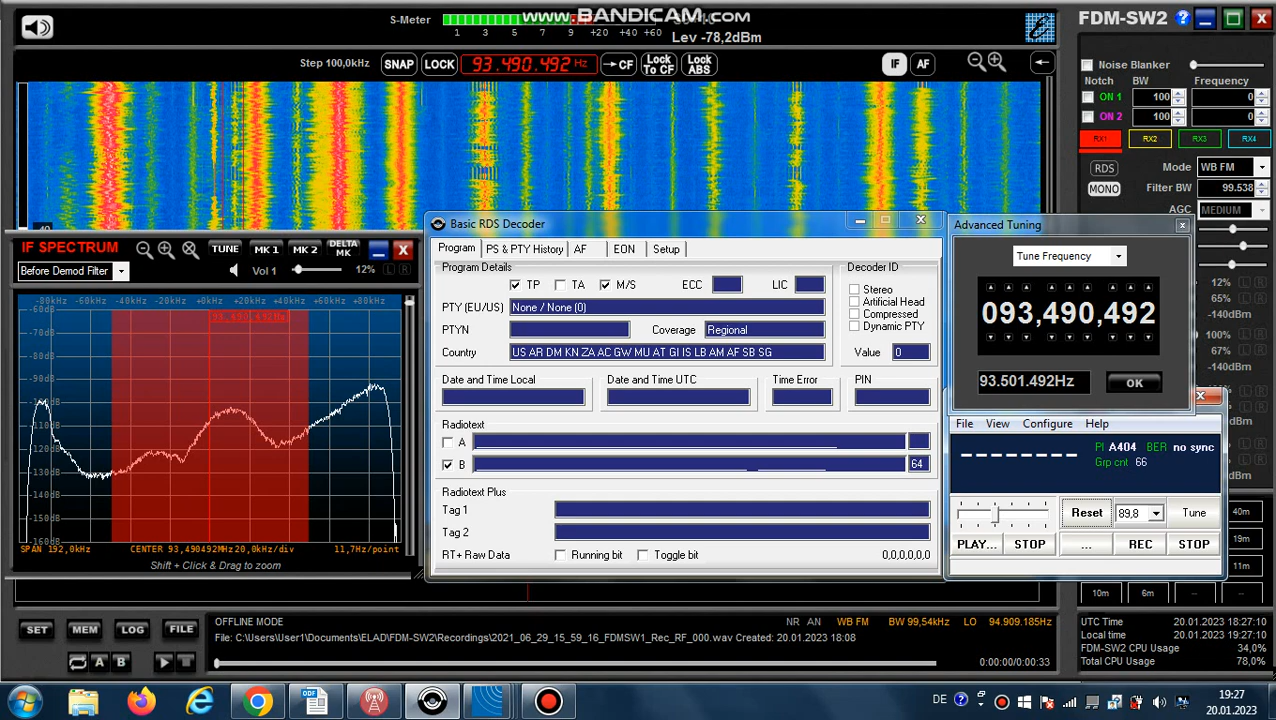 www.BANDICAM.com
S-Meter
1 3 5 7 9 +20 +40 +60
Lev -78,2dBm
FDM-SW2
Step 100,0kHz
SNAP
LOCK
93.490.492 Hz
→CF
Lock To CF
Lock ABS
IF
AF
Noise Blanker
Notch BW Frequency
ON 1 100 0
ON 2 100 0
RX1 RX2 RX3 RX4
RDS Mode WB FM
MONO Filter BW 99.538
AGC MEDIUM
12%
65%
-140dBm
100%
67%
-140dBm
40m
19m
11m
10m 6m -- --
IF SPECTRUM
TUNE
MK 1
MK 2
DELTA MK
Before Demod Filter
Vol 1
12%
L R
-80kHz -60kHz -40kHz -20kHz +0kHz +20kHz +40kHz +60kHz +80kHz
-60dB
93.490.492Hz
-70dB
-80dB
-90dB
-100dB
-110dB
-120dB
-130dB
-140dB
-150dB
-160dB
SPAN 192,0kHz CENTER 93,490492MHz 20,0kHz/div 11,7Hz/point
Shift + Click & Drag to zoom
Basic RDS Decoder
Program PS & PTY History AF EON Setup
Program Details
TP TA M/S ECC LIC
PTY (EU/US) None / None (0)
PTYN Coverage Regional
Country US AR DM KN ZA AC GW MU AT GI IS LB AM AF SB SG
Decoder ID
Stereo
Artificial Head
Compressed
Dynamic PTY
Value 0
Date and Time Local
Date and Time UTC
Time Error
PIN
Radiotext
A
B 64
Radiotext Plus
Tag 1
Tag 2
RT+ Raw Data Running bit Toggle bit 0,0,0,0,0,0
Advanced Tuning
Tune Frequency
093,490,492
93.501.492Hz
OK
File View Configure Help
-------- PI A404 BER no sync
Grp cnt 66
Reset 89,8 Tune
PLAY... STOP ... REC STOP
SET MEM LOG FILE
A B
OFFLINE MODE NR AN WB FM BW 99,54kHz LO 94.909.185Hz
File: C:\Users\User1\Documents\ELAD\FDM-SW2\Recordings\2021_06_29_15_59_16_FDMSW1_Rec_RF_000.wav Created: 20.01.2023 18:08
0:00:00/0:00:33
UTC Time 20.01.2023 18:27:10
Local time 20.01.2023 19:27:10
FDM-SW2 CPU Usage 34,0%
Total CPU Usage 78,0%
ODF
DE
19:27
20.01.2023